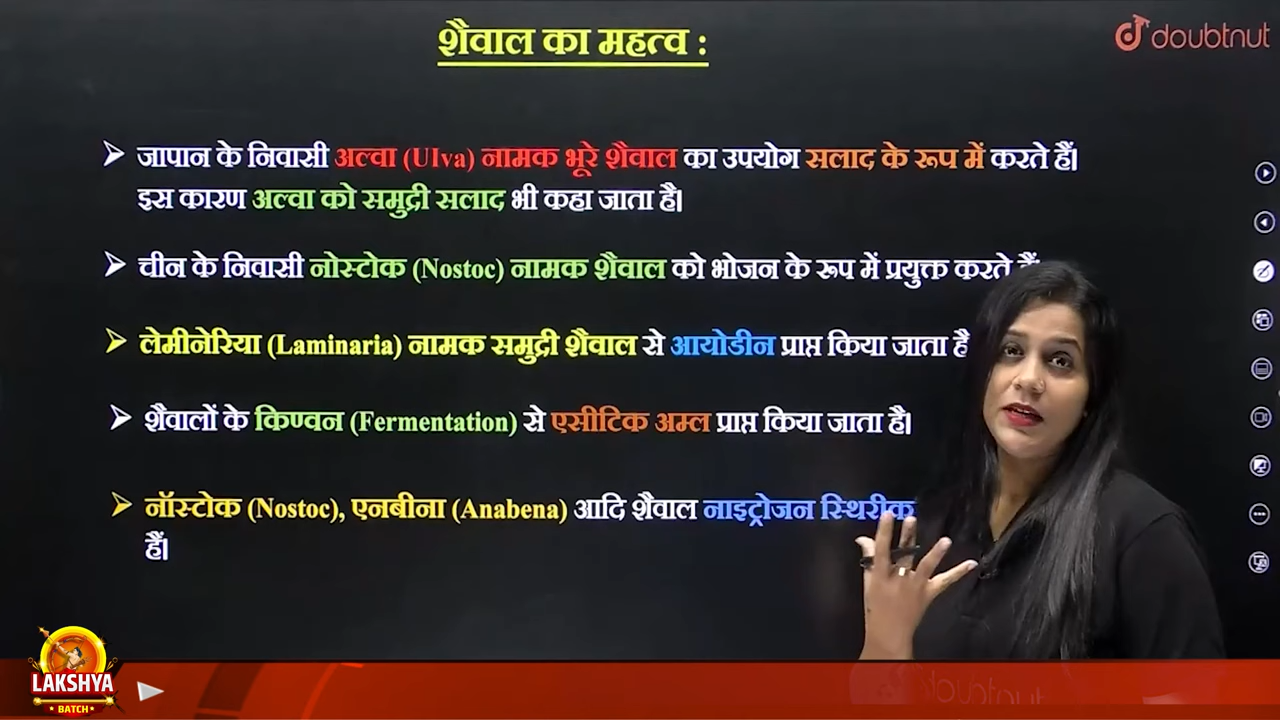 शैवाल का महत्व :
doubtnut
जापान के निवासी अल्वा (Ulva) नामक भूरे शैवाल का उपयोग सलाद के रूप में करते हैं।
इस कारण अल्वा को समुद्री सलाद भी कहा जाता है।
चीन के निवासी नोस्टोक (Nostoc) नामक शैवाल को भोजन के रूप में प्रयुक्त करते हैं
लेमीनेरिया (Laminaria) नामक समुद्री शैवाल से आयोडीन प्राप्त किया जाता है
शैवालों के किण्वन (Fermentation) से एसीटिक अम्ल प्राप्त किया जाता है।
नॉस्टोक (Nostoc), एनबीना (Anabena) आदि शैवाल नाइट्रोजन
हैं।
LAKSHYA
BATCH
doubtnut